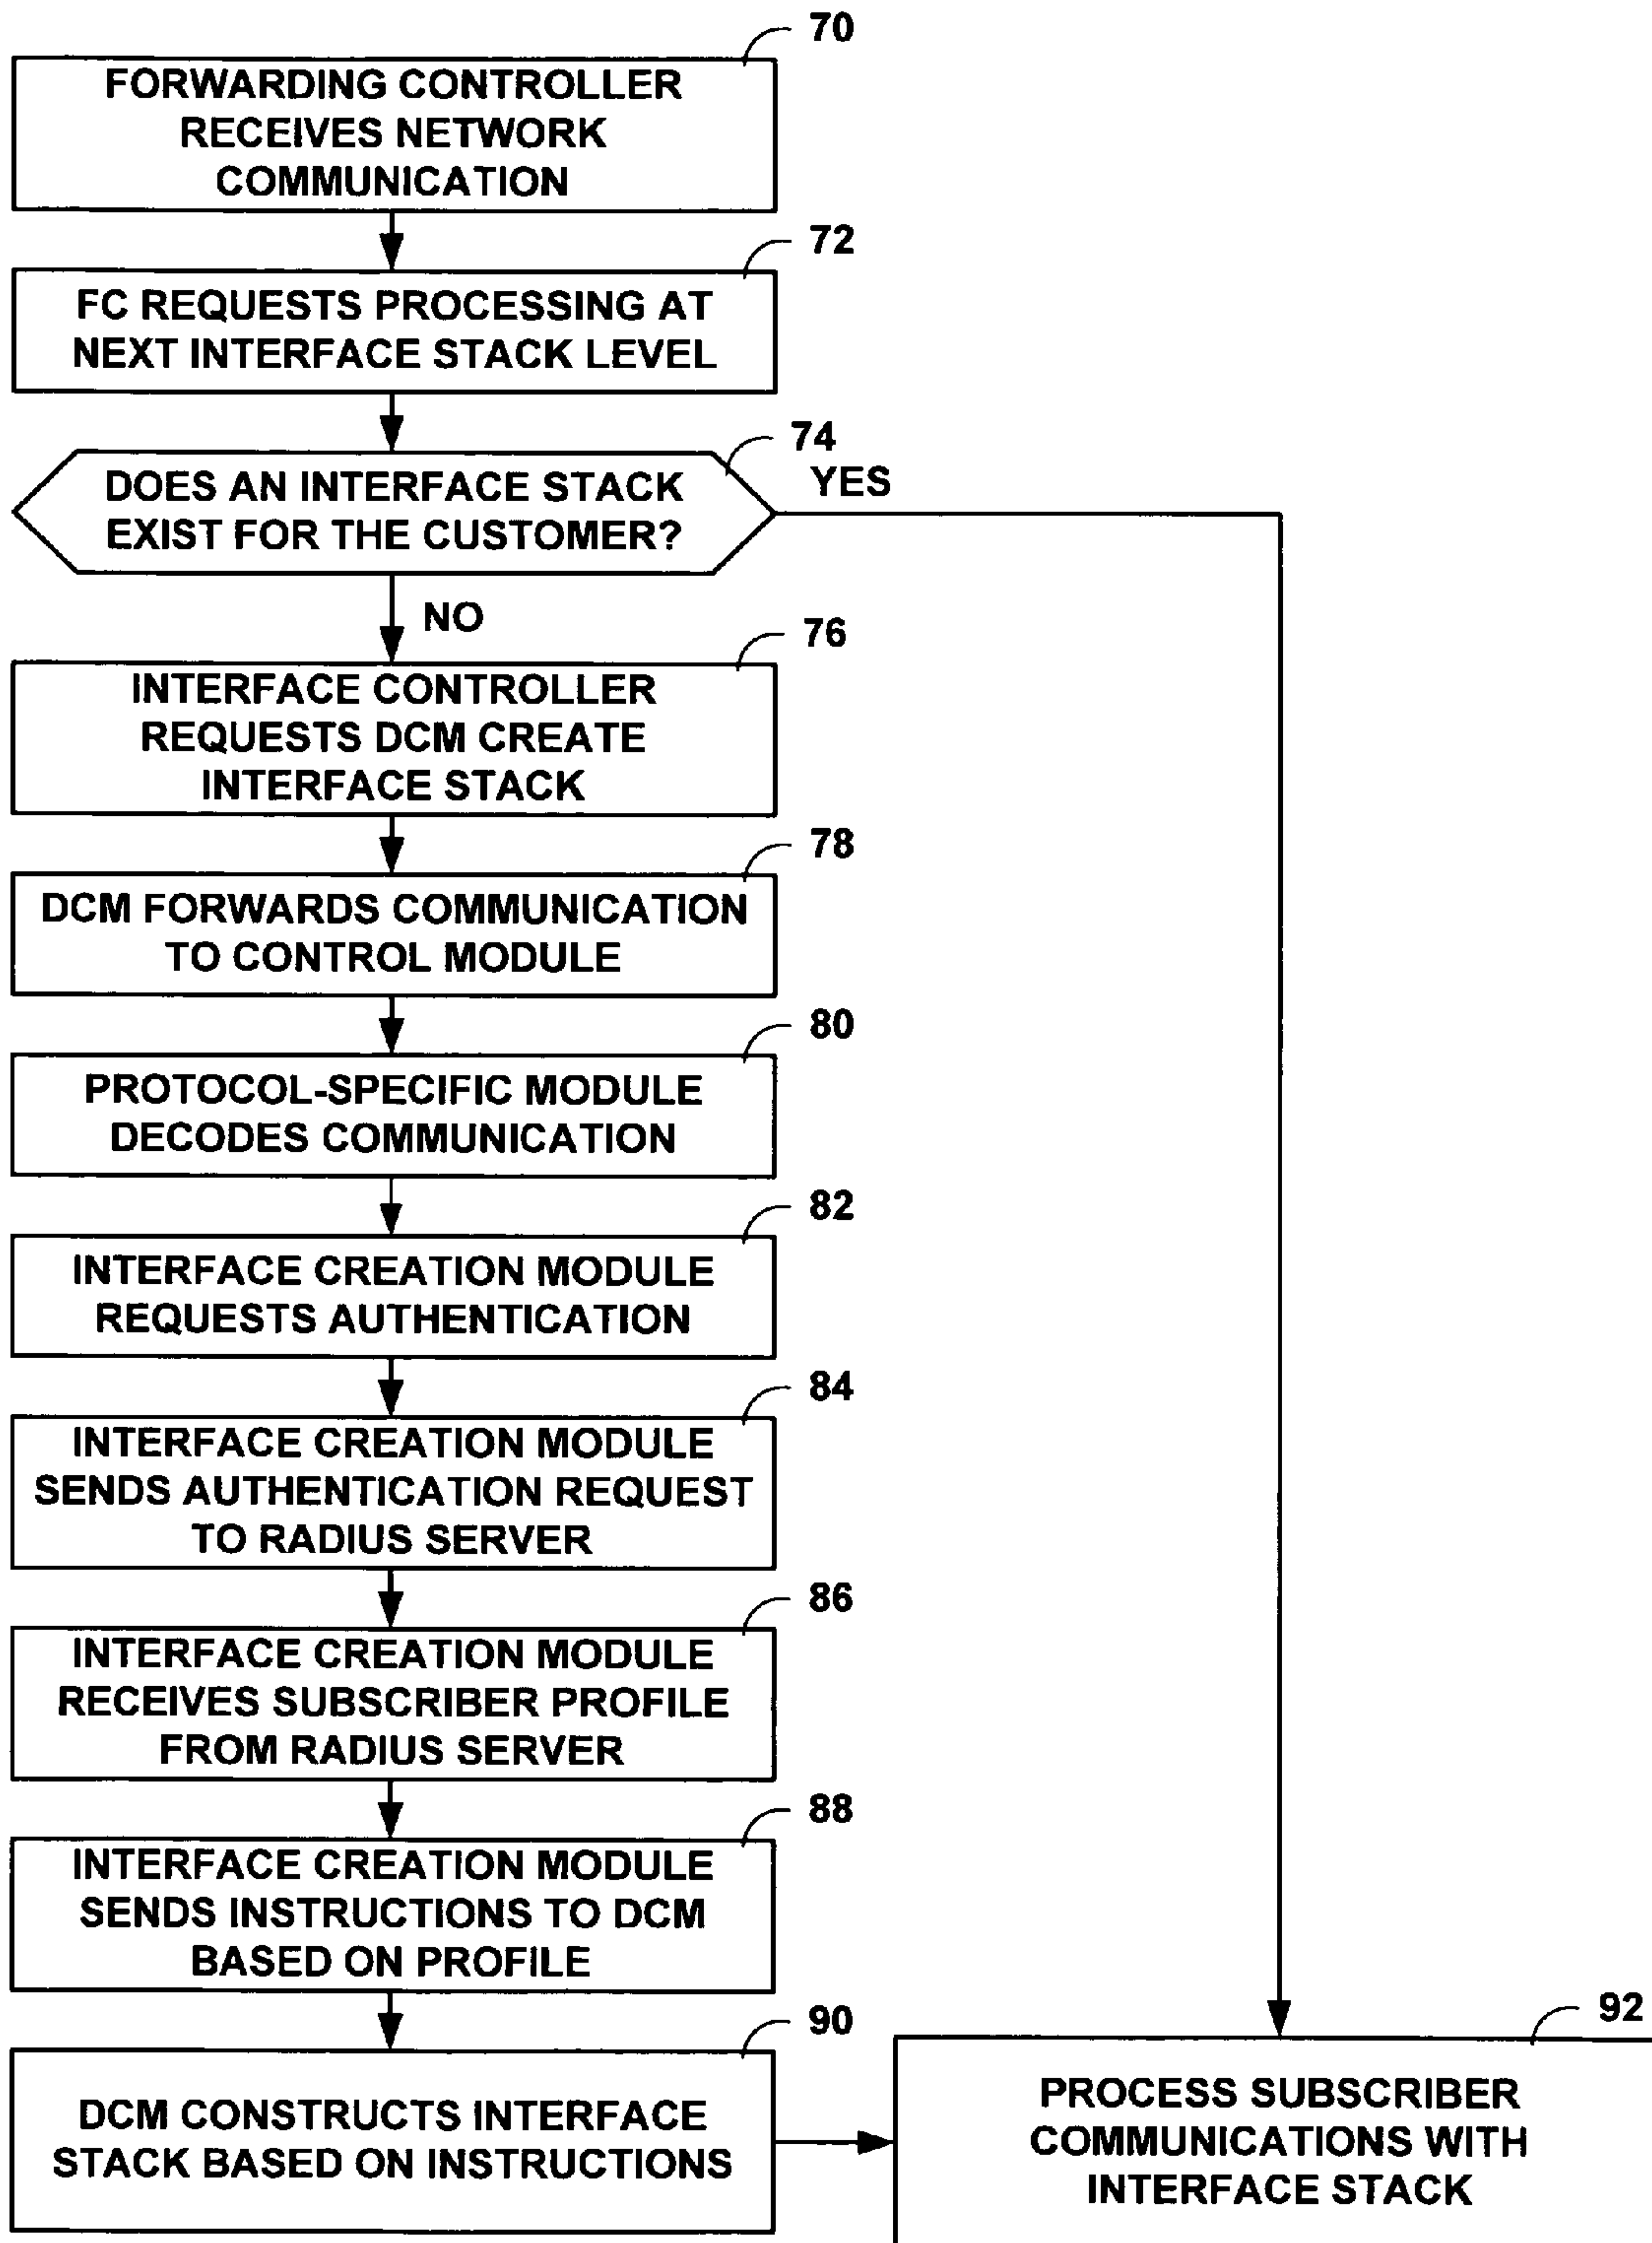 70
FORWARDING CONTROLLER
RECEIVES NETWORK
COMMUNICATION
72
FC REQUESTS PROCESSING AT
NEXT INTERFACE STACK LEVEL
74
DOES AN INTERFACE STACK
EXIST FOR THE CUSTOMER?
YES
NO
76
INTERFACE CONTROLLER
REQUESTS DCM CREATE
INTERFACE STACK
78
DCM FORWARDS COMMUNICATION
TO CONTROL MODULE
80
PROTOCOL-SPECIFIC MODULE
DECODES COMMUNICATION
82
INTERFACE CREATION MODULE
REQUESTS AUTHENTICATION
84
INTERFACE CREATION MODULE
SENDS AUTHENTICATION REQUEST
TO RADIUS SERVER
86
INTERFACE CREATION MODULE
RECEIVES SUBSCRIBER PROFILE
FROM RADIUS SERVER
88
INTERFACE CREATION MODULE
SENDS INSTRUCTIONS TO DCM
BASED ON PROFILE
90
DCM CONSTRUCTS INTERFACE
STACK BASED ON INSTRUCTIONS
92
PROCESS SUBSCRIBER
COMMUNICATIONS WITH
INTERFACE STACK